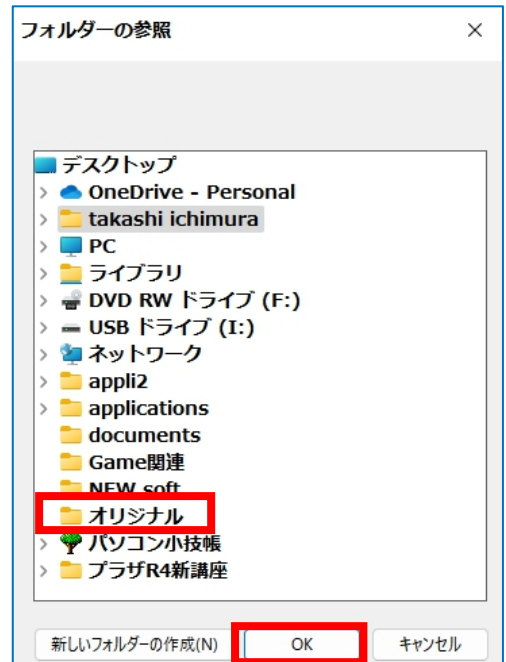 フォルダーの参照
デスクトップ
OneDrive - Personal
takashi ichimura
PC
ライブラリ
DVD RW ドライブ (F:)
USB ドライブ (I:)
ネットワーク
appli2
applications
documents
Game関連
NEW soft
オリジナル
パソコン小技帳
プラザR4新講座
新しいフォルダーの作成(N) OK キャンセル